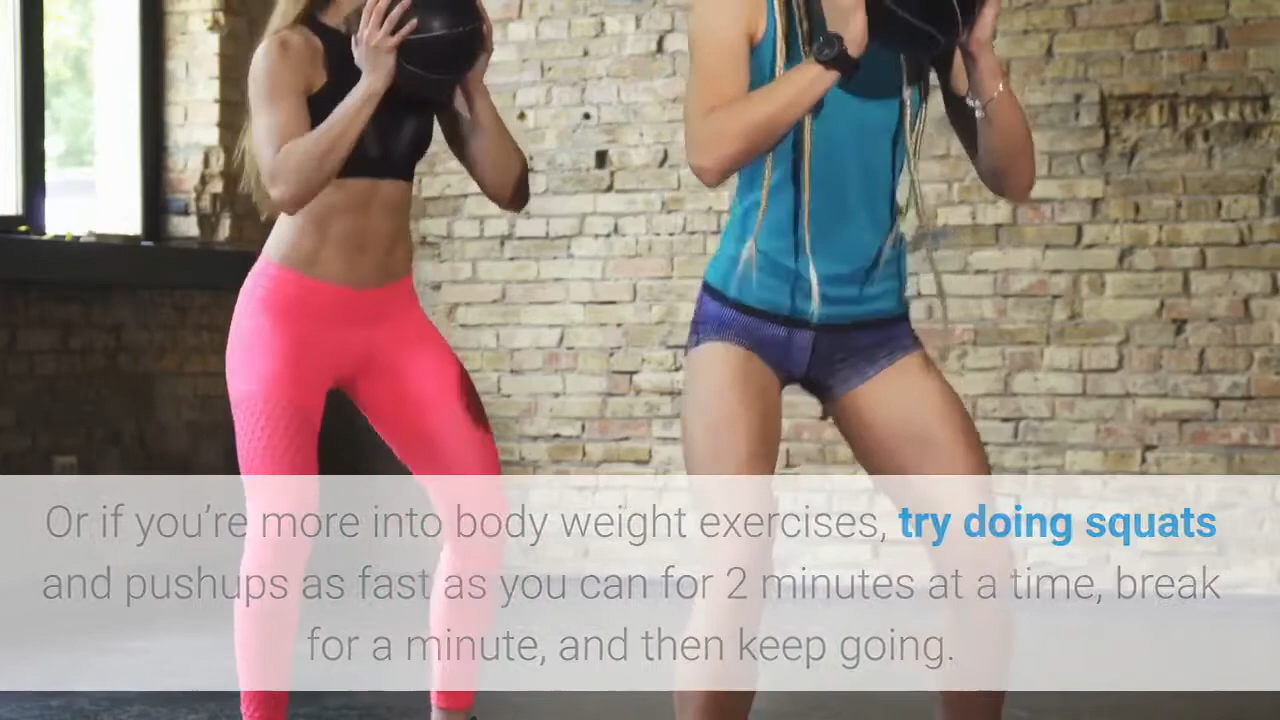 Or if you’re more into body weight exercises, try doing squats
and pushups as fast as you can for 2 minutes at a time, break
for a minute, and then keep going.